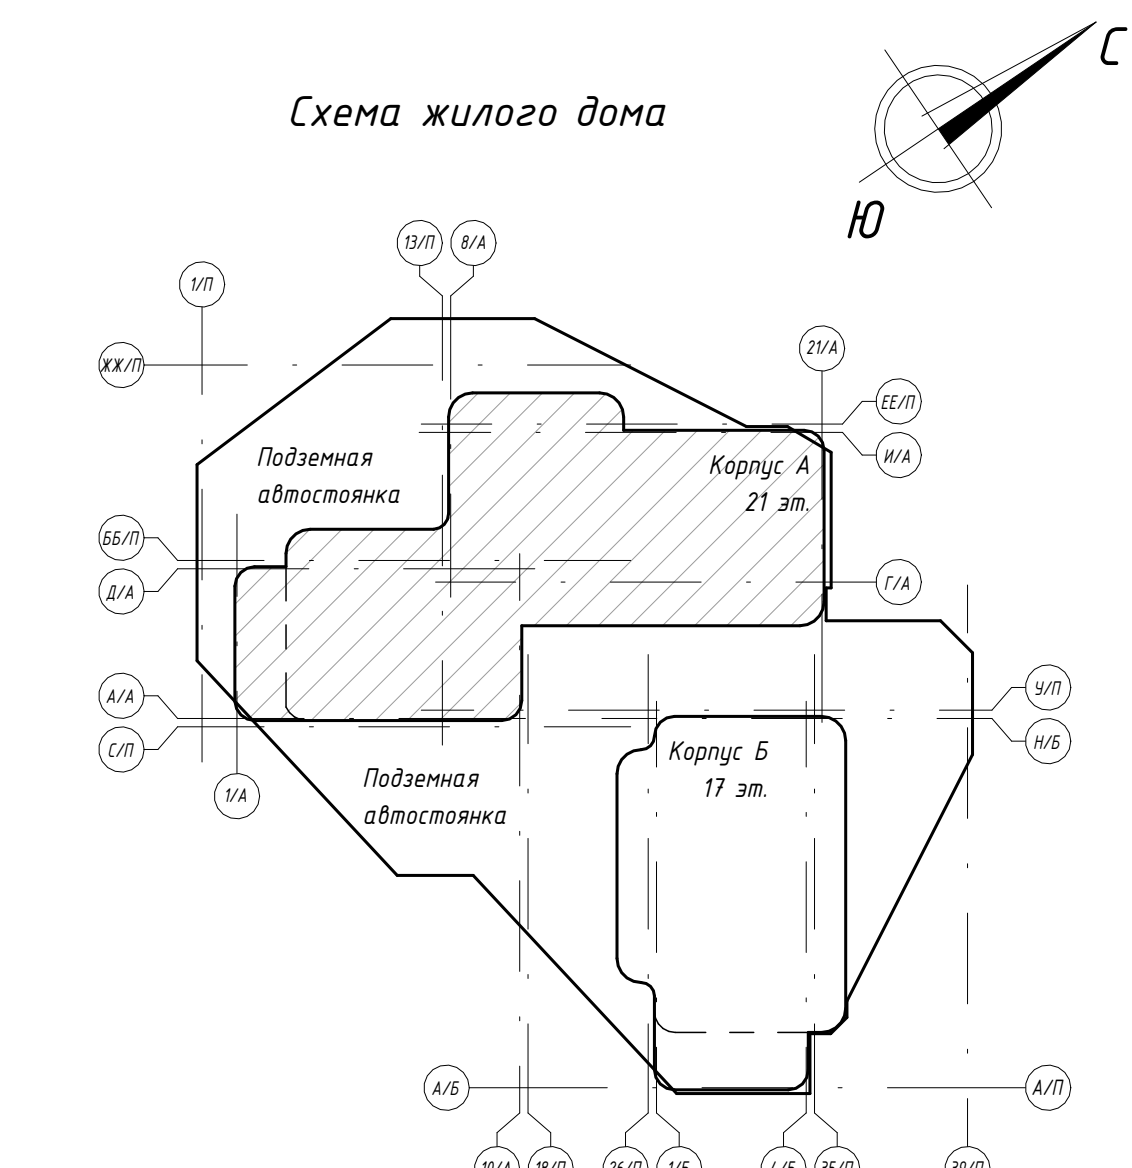 С
Схема жилого дома
Ю
13/П
8/А
1/П
21/А
ЖЖ/П
ЕЕ/П
И/А
Подземная
автостоянка
Корпус А
21 эт.
ББ/П
Д/А
Г/А
А/А
У/П
С/П
Н/Б
Корпус Б
17 эт.
Подземная
автостоянка
1/А
А/Б
А/П
18/П
26/П
1/Б
35/П